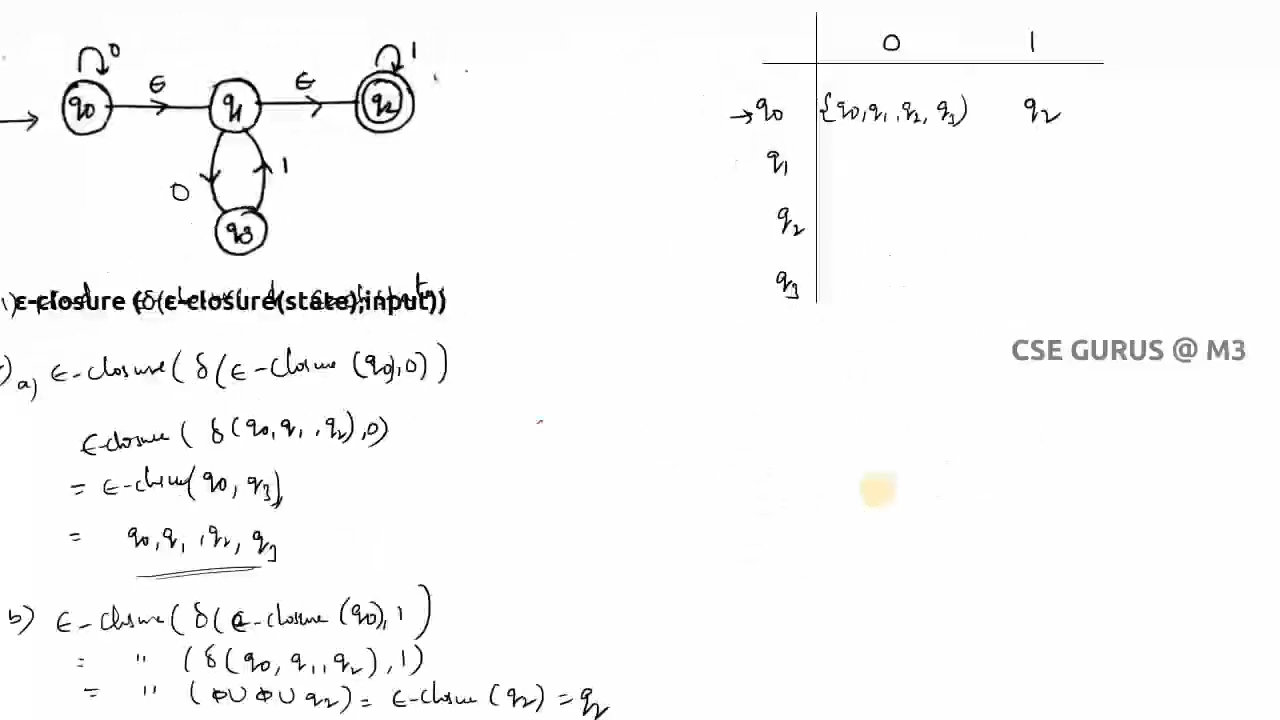 0 1
q0 ϵ q1 ϵ q2
0 1
q3
0 1
→q0 {q0,q1,q2,q3) q2
q1
q2
q3
ε-closure (δ(ε-closure(state),input))
CSE GURUS @ M3
a) ϵ-closure(δ(ϵ-closure(q0),0))
ϵ-closure(δ(q0,q1,q2),0)
= ϵ-closure(q0,q3)
= q0,q1,q2,q3
b) ϵ-closure(δ(ϵ-closure(q0),1)
= " (δ(q0,q1,q2),1)
= " (ϕ∪ϕ∪q2) = ϵ-closure(q2) = q2